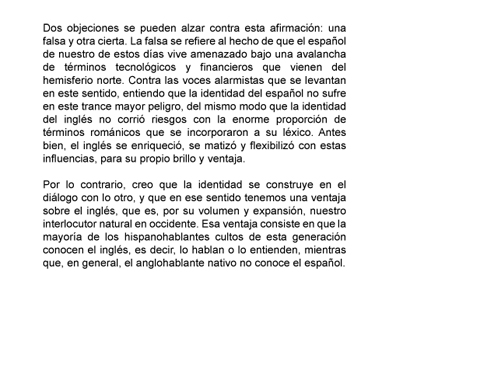 Dos objeciones se pueden alzar contra esta afirmación: una
falsa y otra cierta. La falsa se refiere al hecho de que el español
de nuestro de estos días vive amenazado bajo una avalancha
de términos tecnológicos y financieros que vienen del
hemisferio norte. Contra las voces alarmistas que se levantan
en este sentido, entiendo que la identidad del español no sufre
en este trance mayor peligro, del mismo modo que la identidad
del inglés no corrió riesgos con la enorme proporción de
términos románicos que se incorporaron a su léxico. Antes
bien, el inglés se enriqueció, se matizó y flexibilizó con estas
influencias, para su propio brillo y ventaja.

Por lo contrario, creo que la identidad se construye en el
diálogo con lo otro, y que en ese sentido tenemos una ventaja
sobre el inglés, que es, por su volumen y expansión, nuestro
interlocutor natural en occidente. Esa ventaja consiste en que la
mayoría de los hispanohablantes cultos de esta generación
conocen el inglés, es decir, lo hablan o lo entienden, mientras
que, en general, el anglohablante nativo no conoce el español.